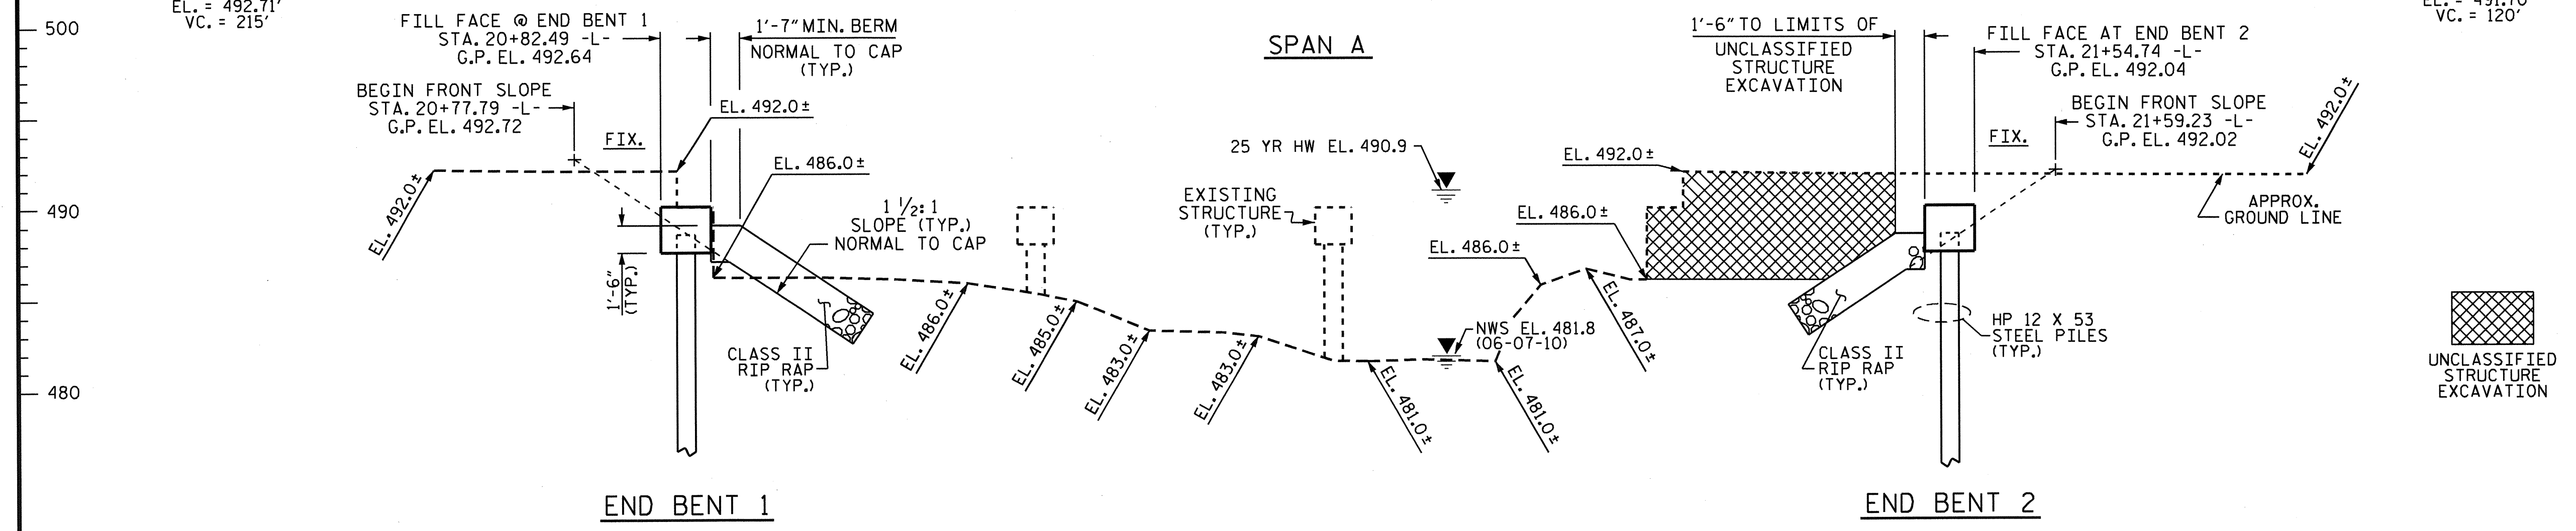 EL. = 492.71'
VC. = 215'
500
490
480
FILL FACE @ END BENT 1
STA. 20+82.49 -L-
G.P. EL. 492.64
1'-7" MIN. BERM
NORMAL TO CAP
(TYP.)
BEGIN FRONT SLOPE
STA. 20+77.79 -L-
G.P. EL. 492.72
FIX.
EL. 492.0±
EL. 492.0±
EL. 486.0±
1 1/2:1
SLOPE (TYP.)
NORMAL TO CAP
1'-6"
(TYP.)
CLASS II
RIP RAP
(TYP.)
EL. 486.0±
EL. 485.0±
EL. 483.0±
EL. 483.0±
SPAN A
25 YR HW EL. 490.9
EXISTING
STRUCTURE
(TYP.)
NWS EL. 481.8
(06-07-10)
EL. 481.0±
EL. 481.0±
EL. 492.0±
EL. 486.0±
EL. 486.0±
EL. 487.0±
1'-6" TO LIMITS OF
UNCLASSIFIED
STRUCTURE
EXCAVATION
FILL FACE AT END BENT 2
STA. 21+54.74 -L-
G.P. EL. 492.04
BEGIN FRONT SLOPE
STA. 21+59.23 -L-
G.P. EL. 492.02
FIX.
EL. 492.0±
APPROX.
GROUND LINE
HP 12 X 53
STEEL PILES
(TYP.)
CLASS II
RIP RAP
(TYP.)
VC. = 120'
UNCLASSIFIED
STRUCTURE
EXCAVATION
END BENT 1
END BENT 2